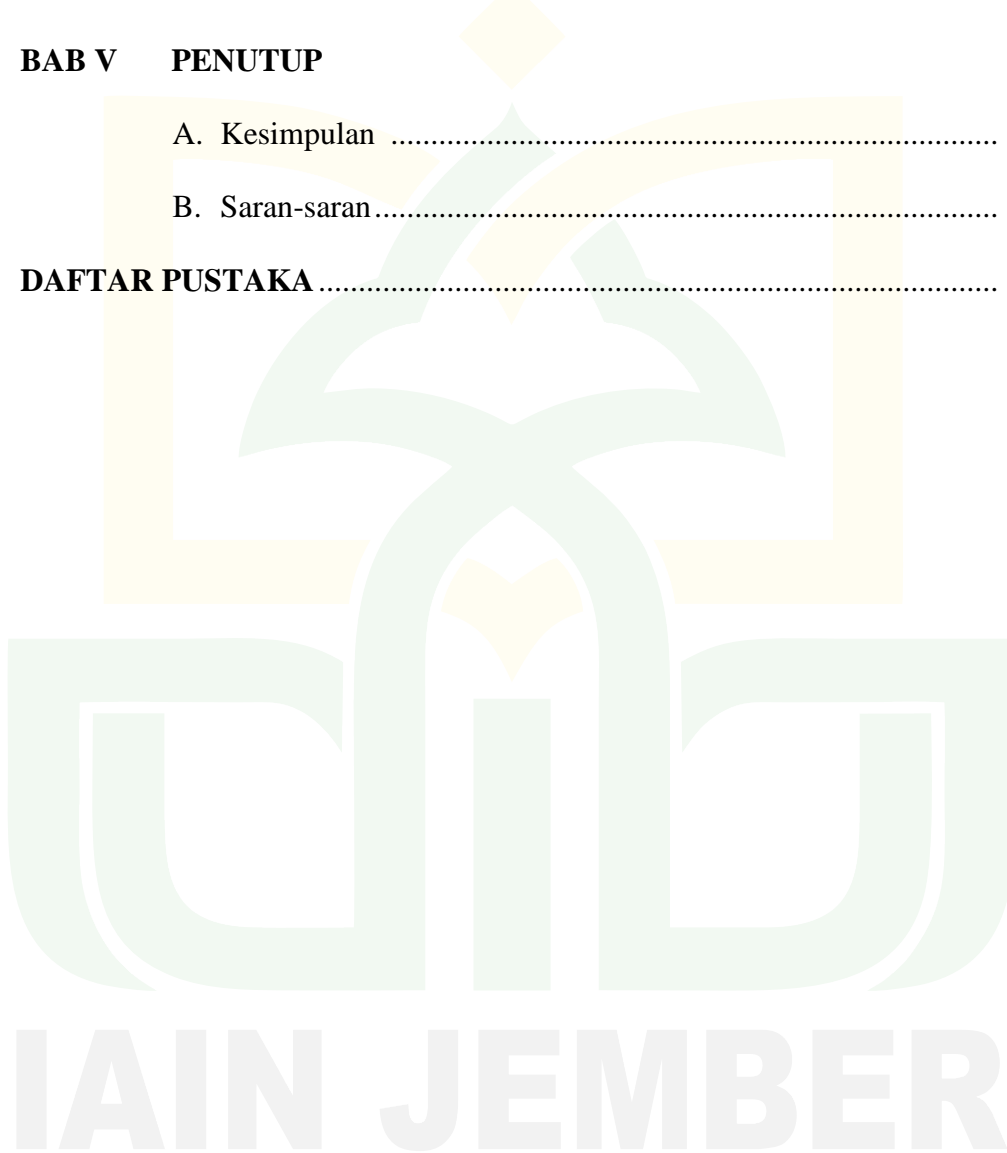 BAB V PENUTUP
A. Kesimpulan ............................................................................
B. Saran-saran..............................................................................
DAFTAR PUSTAKA.....................................................................................
IAIN JEMBER